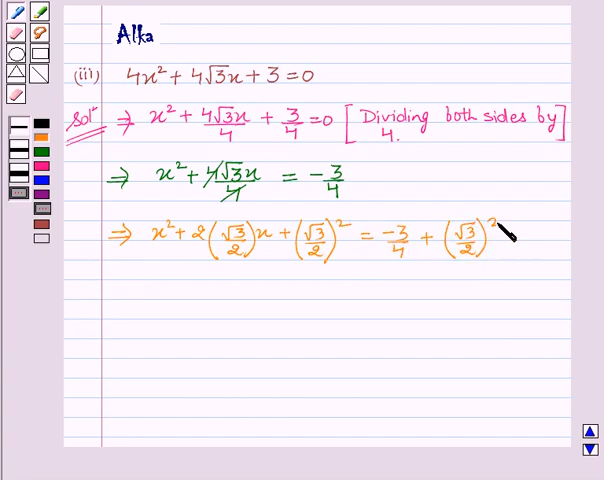 Alka
(iii) 4x² + 4√3x + 3 = 0
Solⁿ ⇒ x² + 4√3x/4 + 3/4 = 0 [Dividing both sides by 4.]
⇒ x² + 4√3x/4 = -3/4
⇒ x² + 2(√3/2)x + (√3/2)² = -3/4 + (√3/2)²